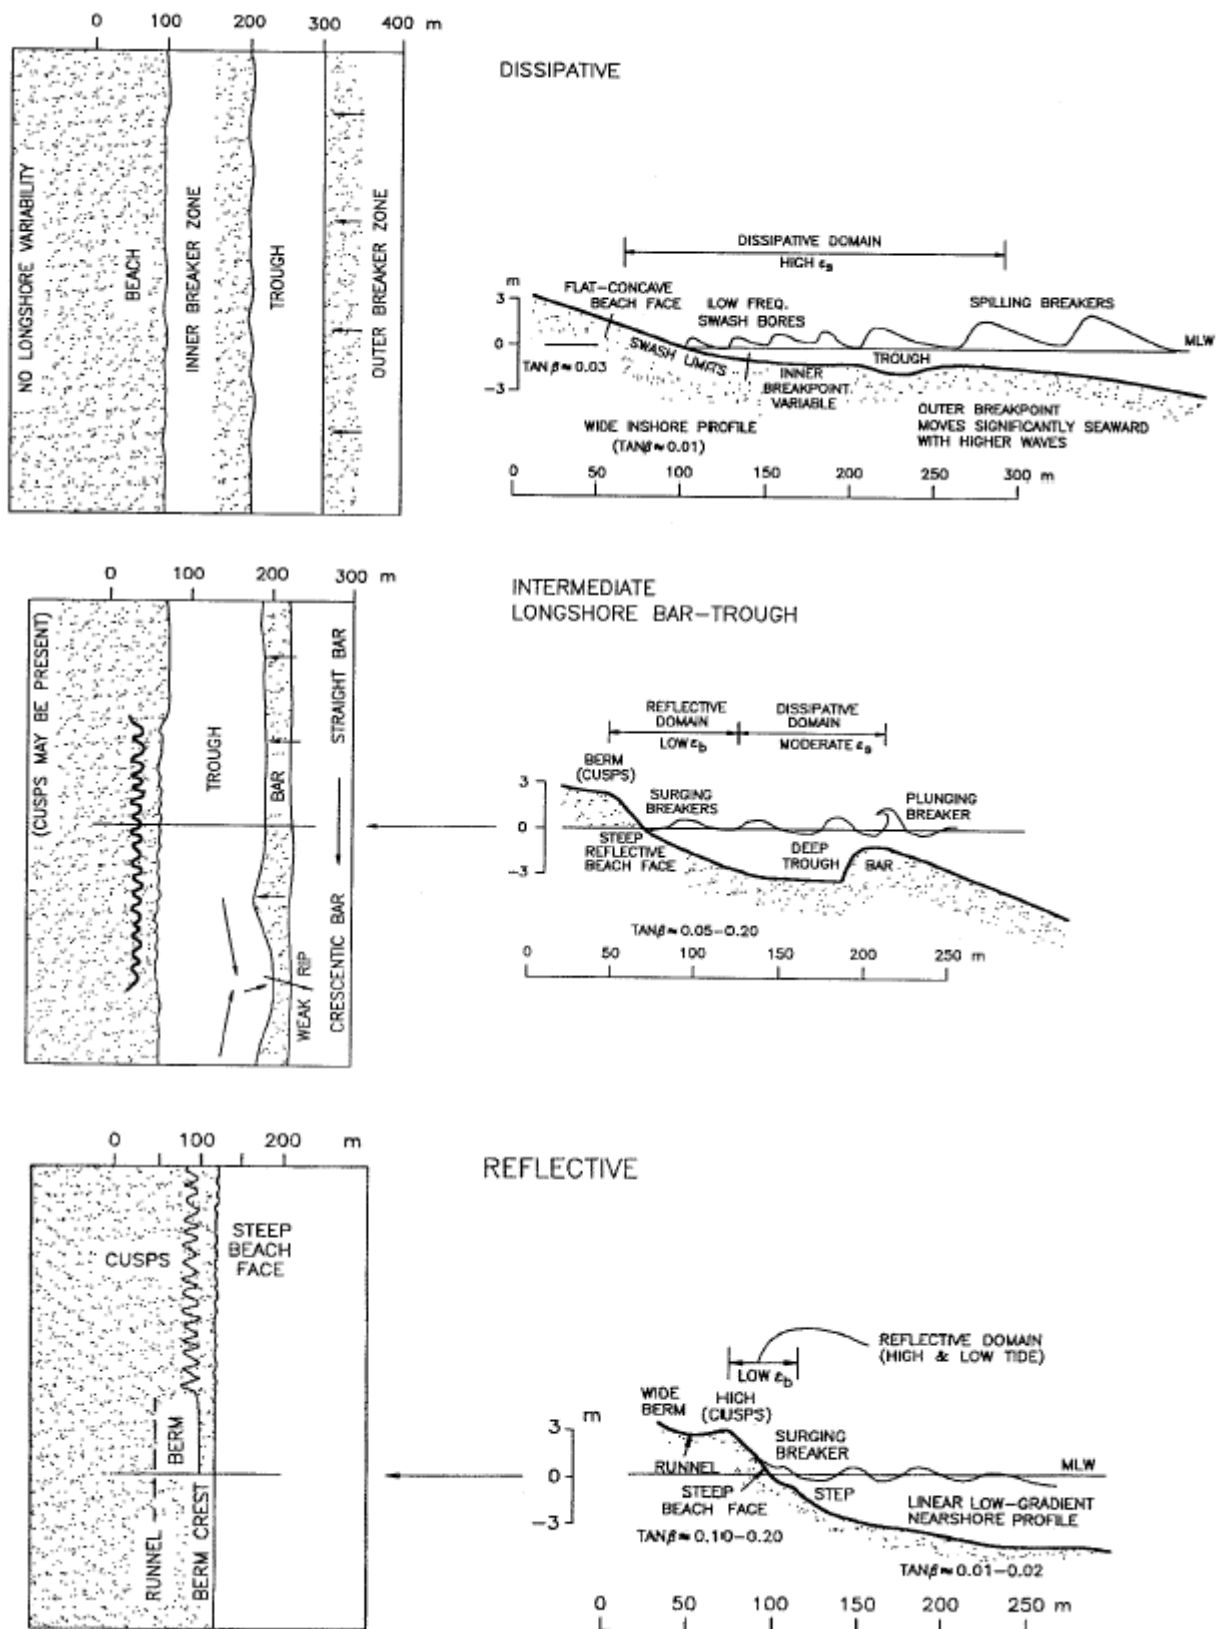 0 100 200 300 400 m
NO LONGSHORE VARIABILITY
BEACH
INNER BREAKER ZONE
TROUGH
OUTER BREAKER ZONE
DISSIPATIVE
DISSIPATIVE DOMAIN
HIGH εs
m
3
0
-3
FLAT-CONCAVE
BEACH FACE
LOW FREQ.
SWASH BORES
SPILLING BREAKERS
MLW
TAN β≈0.03
SWASH LIMITS
INNER
BREAKPOINT
VARIABLE
TROUGH
WIDE INSHORE PROFILE
(TANβ≈0.01)
OUTER BREAKPOINT
MOVES SIGNIFICANTLY SEAWARD
WITH HIGHER WAVES
0 50 100 150 200 250 300 m
0 100 200 300 m
(CUSPS MAY BE PRESENT)
TROUGH
BAR
STRAIGHT BAR
WEAK RIP
CRESCENTIC BAR
INTERMEDIATE
LONGSHORE BAR-TROUGH
REFLECTIVE
DOMAIN
LOW εb
DISSIPATIVE
DOMAIN
MODERATE εs
BERM
(CUSPS)
3
0
-3
SURGING
BREAKERS
PLUNGING
BREAKER
STEEP
REFLECTIVE
BEACH FACE
DEEP
TROUGH
BAR
TANβ≈0.05-0.20
0 50 100 150 200 250 m
0 100 200 m
CUSPS
STEEP
BEACH
FACE
RUNNEL
BERM
BERM CREST
REFLECTIVE
REFLECTIVE DOMAIN
(HIGH & LOW TIDE)
LOW εb
m
3
0
-3
WIDE
BERM
HIGH
(CUSPS)
SURGING
BREAKER
MLW
RUNNEL
STEEP
BEACH FACE
STEP
LINEAR LOW-GRADIENT
NEARSHORE PROFILE
TANβ≈0.10-0.20
TANβ≈0.01-0.02
0 50 100 150 200 250 m